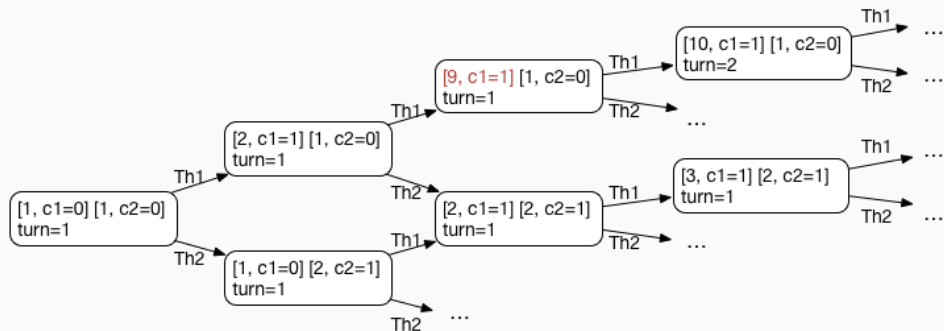 Th1
...
[10, c1=1] [1, c2=0]
turn=2
Th2
...
Th1
[9, c1=1] [1, c2=0]
turn=1
Th2
...
Th1
[2, c1=1] [1, c2=0]
turn=1
Th1
...
[3, c1=1] [2, c2=1]
turn=1
Th2
...
Th1
Th2
Th1
[2, c1=1] [2, c2=1]
turn=1
Th2
...
[1, c1=0] [1, c2=0]
turn=1
Th2
Th1
[1, c1=0] [2, c2=1]
turn=1
Th2
...